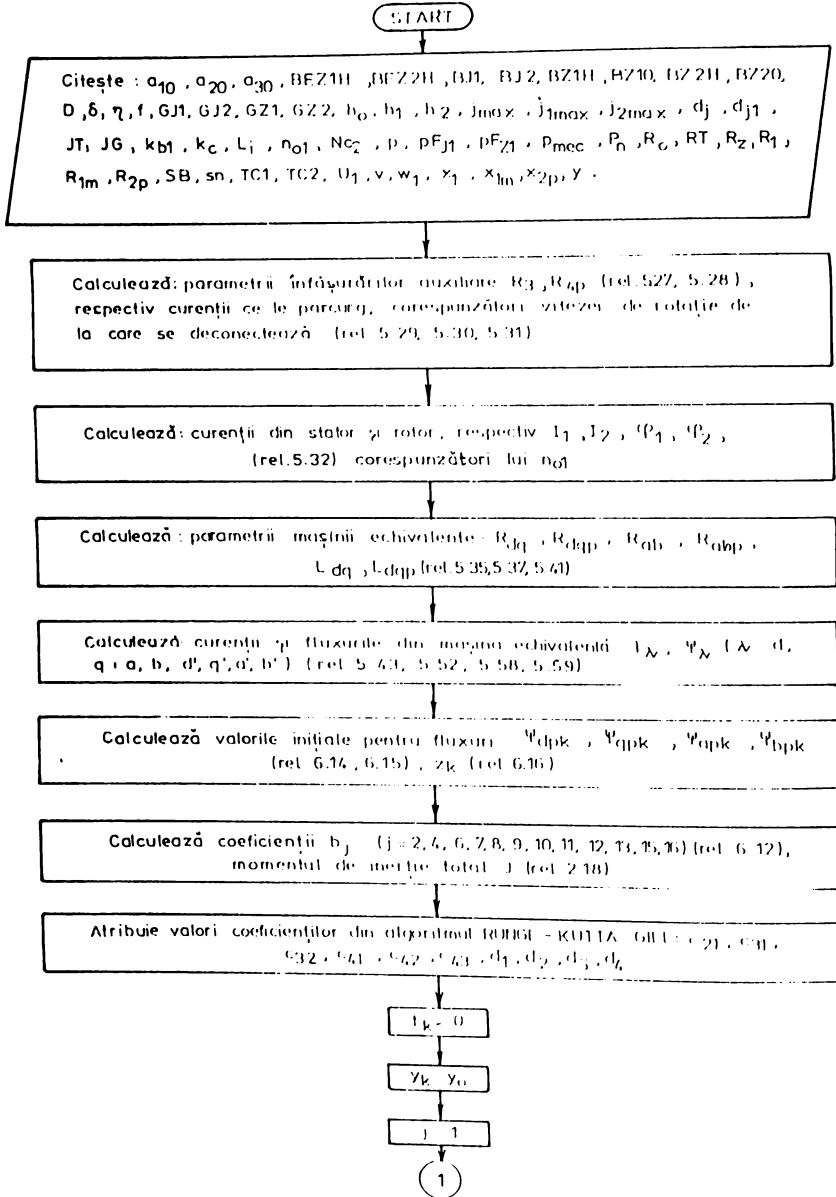 START
Citește : a10 , a20 , a30 , BEZ1H , BEZ2H , BJ1 , BJ2 , BZ1H , BZ10 , BZ2H , BZ20 ,
D , δ , η , f , GJ1 , GJ2 , GZ1 , GZ2 , h0 , h1 , h2 , jmax , j1max , j2max , dj , dj1 ,
JT , JG , kb1 , kc , Li , n01 , Nc2 , p , pFJ1 , pFZ1 , Pmec , Pn , Rc , RT , Rz , R1 ,
R1m , R2p , SB , sn , TC1 , TC2 , U1 , v , w1 , x1 , x1m , x2p , y .
Calculează : parametrii înfășurărilor auxiliare R3 , R4p (rel.5.27, 5.28) ,
respectiv curenții ce le parcurg, corespunzători vitezei de rotație de
la care se deconectează (rel 5.29, 5.30, 5.31)
Calculează : curenții din stator și rotor, respectiv I1 , I2 , φ1 , φ2 ,
(rel.5.32) corespunzători lui n01
Calculează : parametrii mașinii echivalente : Rdq , Rdqp , Rab , Rabp ,
Ldq , Ldqp (rel 5.35, 5.37, 5.41)
Calculează curenții și fluxurile din mașina echivalentă Iλ , Ψλ ( λ d,
q , a, b, d', q', a', b' ) (rel 5.43, 5.52, 5.58, 5.59)
Calculează valorile inițiale pentru fluxuri Ψdpk , Ψqpk , Ψapk , Ψbpk
(rel 6.14 , 6.15) , zk (rel 6.16)
Calculează coeficienții bj (j = 2, 4, 6, 7, 8, 9, 10, 11, 12, 13, 15, 16) (rel 6.12),
momentul de inerție total J (rel 2.18)
Atribuie valori coeficienților din algoritmul RUNGE - KUTTA GILL : c21 , c31 ,
c32 , c41 , c42 , c43 , d1 , d2 , d3 , d4
tk = 0
yk y0
j 1
1